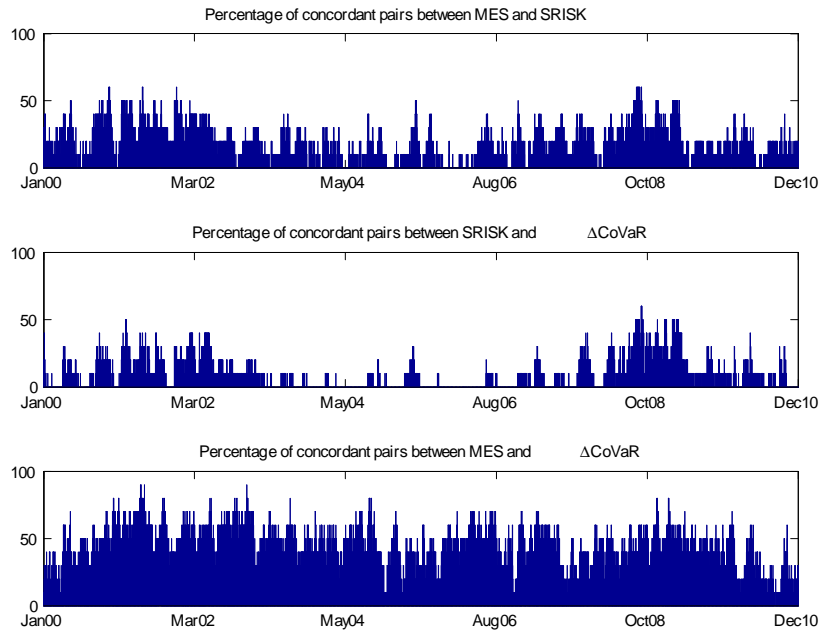 Percentage of concordant pairs between MES and SRISK
100
50
0
Jan00 Mar02 May04 Aug06 Oct08 Dec10
Percentage of concordant pairs between SRISK and ΔCoVaR
100
50
0
Jan00 Mar02 May04 Aug06 Oct08 Dec10
Percentage of concordant pairs between MES and ΔCoVaR
100
50
0
Jan00 Mar02 May04 Aug06 Oct08 Dec10